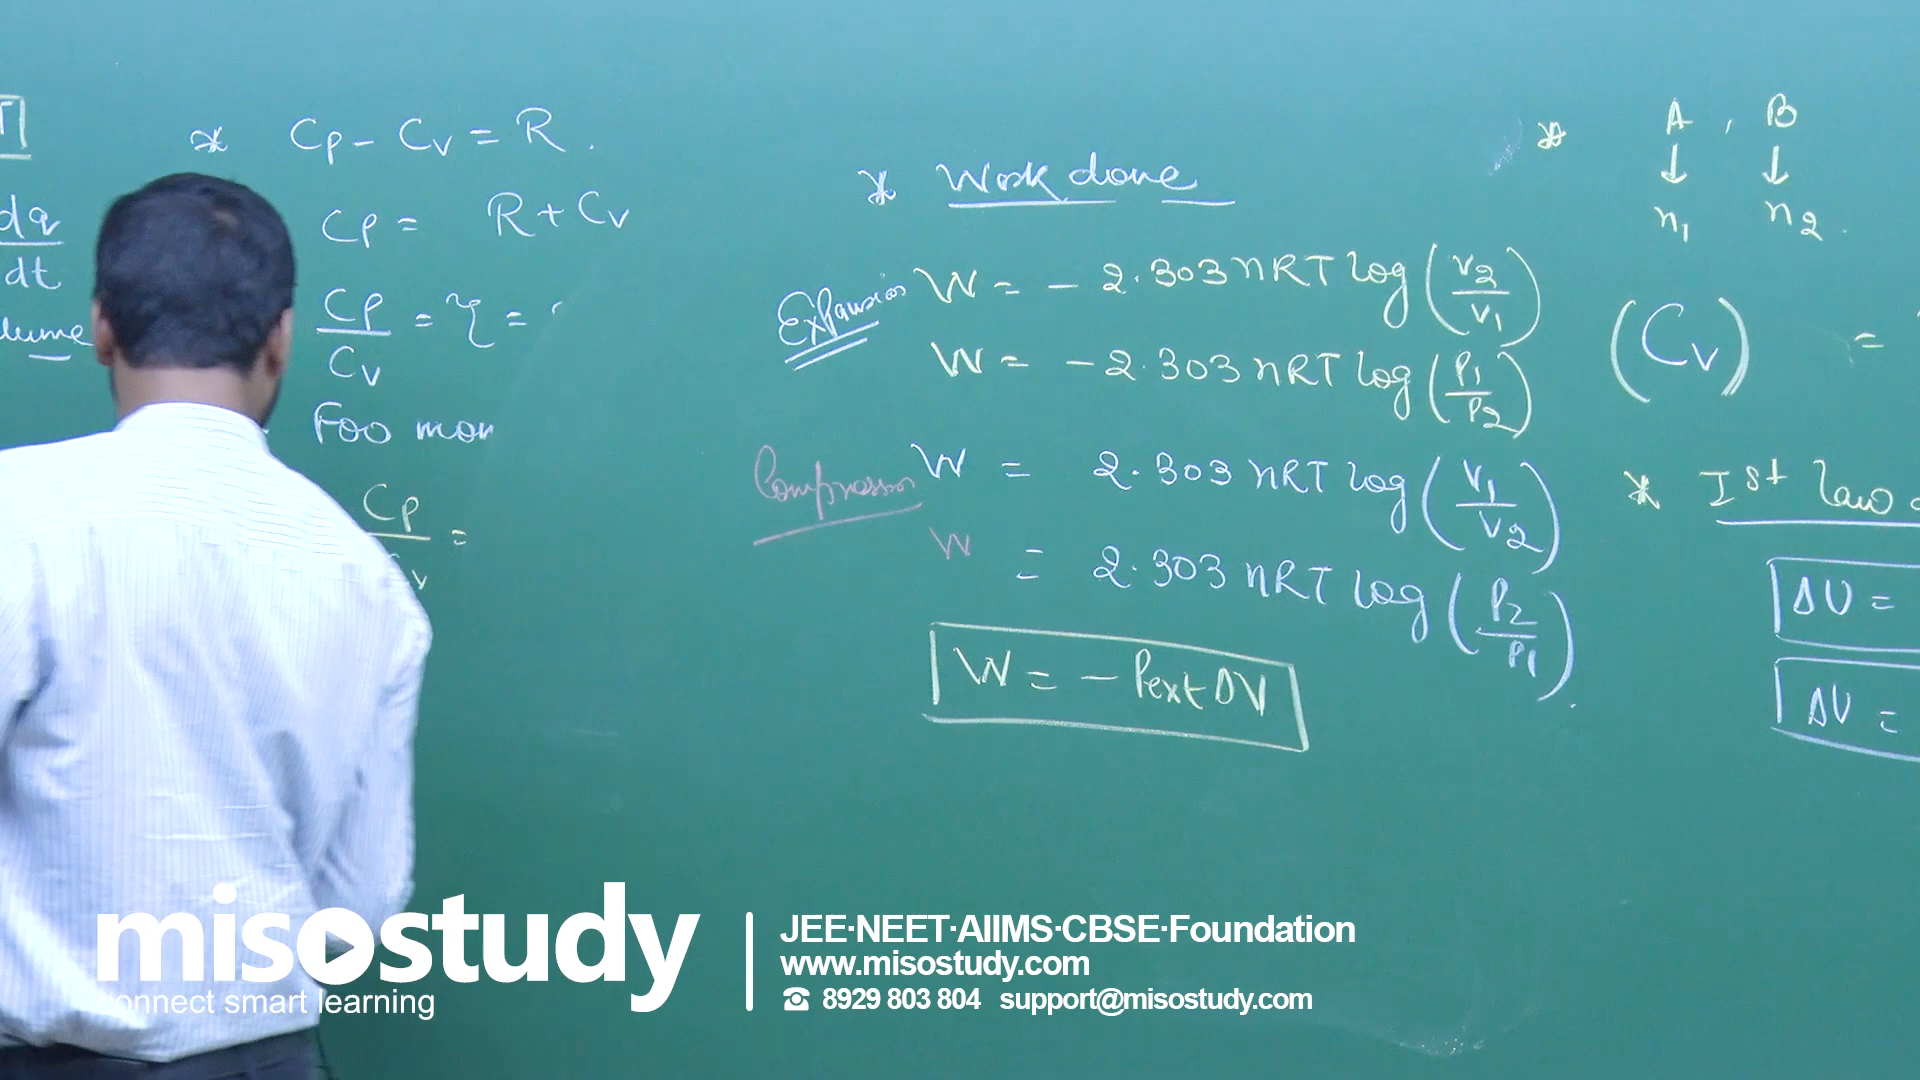 dq
dt
* Cp - Cv = R.
Cp = R + Cv
Cp
Cv
= γ =
Foo mon
Cp
v
=
* Work done
Expansion W = - 2.303 nRT log (V2/V1)
W = - 2.303 nRT log (P1/P2)
Compression W = 2.303 nRT log (V1/V2)
W = 2.303 nRT log (P2/P1).
W = - Pext ΔV
* A, B
↓ ↓
n1 n2.
(Cv) =
* Ist law
ΔU =
ΔU =
misostudy
connect smart learning
JEE·NEET·AIIMS·CBSE·Foundation
www.misostudy.com
☎ 8929 803 804 support@misostudy.com